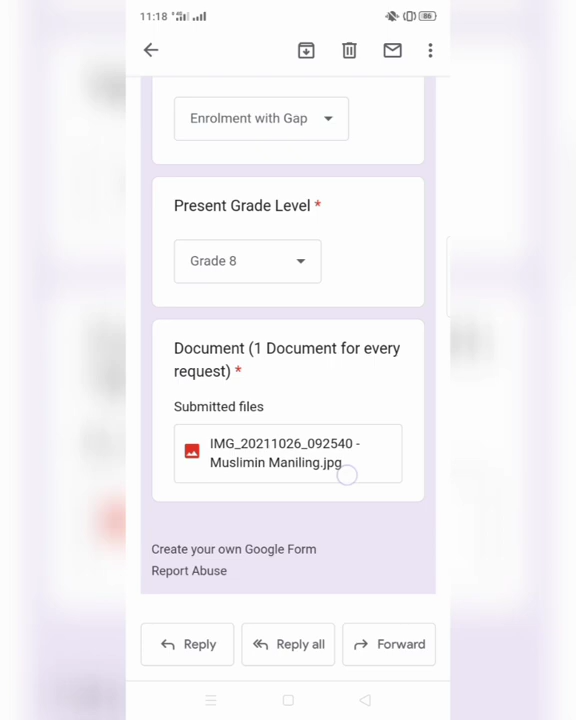 11:18
86
Enrolment with Gap
Present Grade Level *
Grade 8
Document (1 Document for every
request) *
Submitted files
IMG_20211026_092540 -
Muslimin Maniling.jpg
Create your own Google Form
Report Abuse
Reply
Reply all
Forward